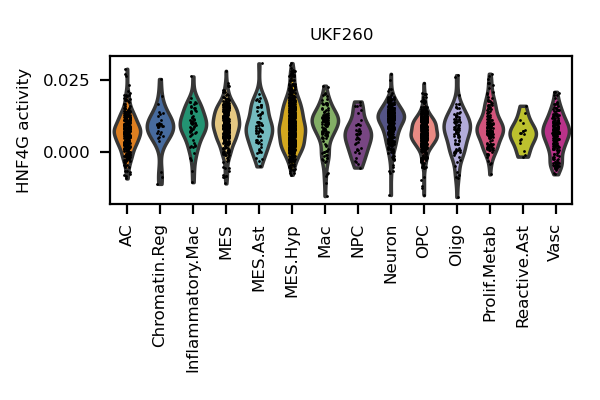 UKF260
HNF4G activity
0.025
0.000
AC
Chromatin.Reg
Inflammatory.Mac
MES
MES.Ast
MES.Hyp
Mac
NPC
Neuron
OPC
Oligo
Prolif.Metab
Reactive.Ast
Vasc